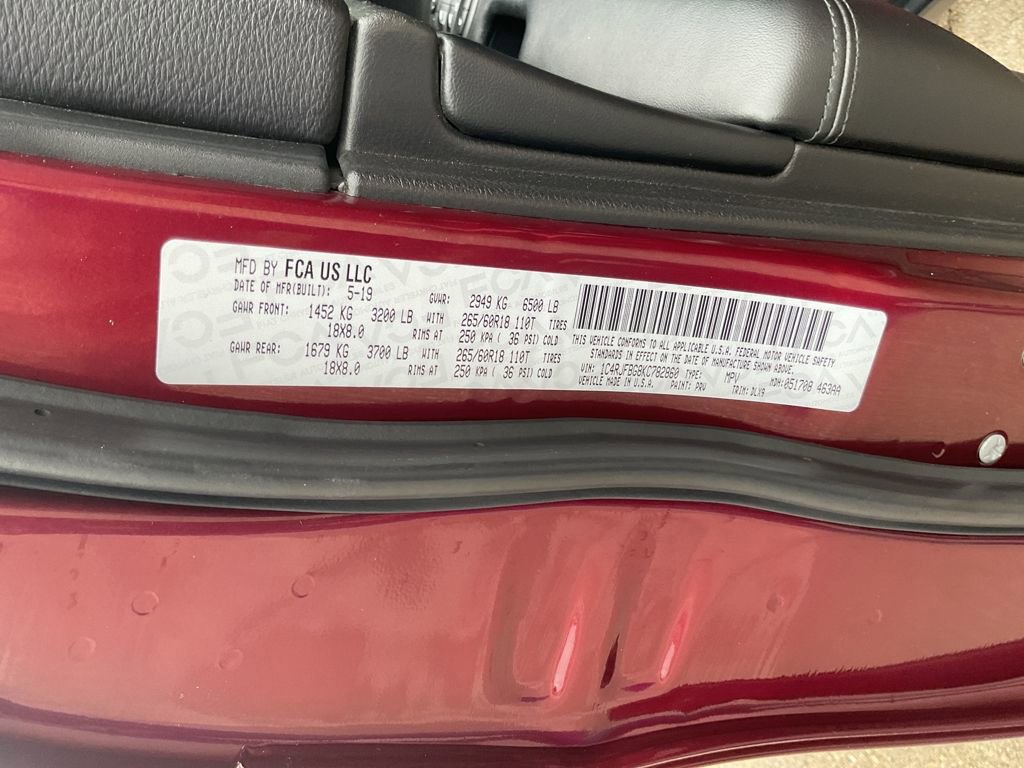 MFD BY FCA US LLC
DATE OF MFR(BUILT): 5-19 GVWR: 2949 KG 6500 LB
GAWR FRONT: 1452 KG 3200 LB WITH 265/60R18 110T TIRES
18X8.0 RIMS AT 250 KPA ( 36 PSI) COLD
GAWR REAR: 1679 KG 3700 LB WITH 265/60R18 110T TIRES
18X8.0 RIMS AT 250 KPA ( 36 PSI) COLD
THIS VEHICLE CONFORMS TO ALL APPLICABLE U.S.A. FEDERAL MOTOR VEHICLE SAFETY
STANDARDS IN EFFECT ON THE DATE OF MANUFACTURE SHOWN ABOVE.
VIN: 1C4RJFBG8KC782860 TYPE: MPV MDH: 051708 463AA
VEHICLE MADE IN U.S.A. PAINT: PRV TRIM: DLX9